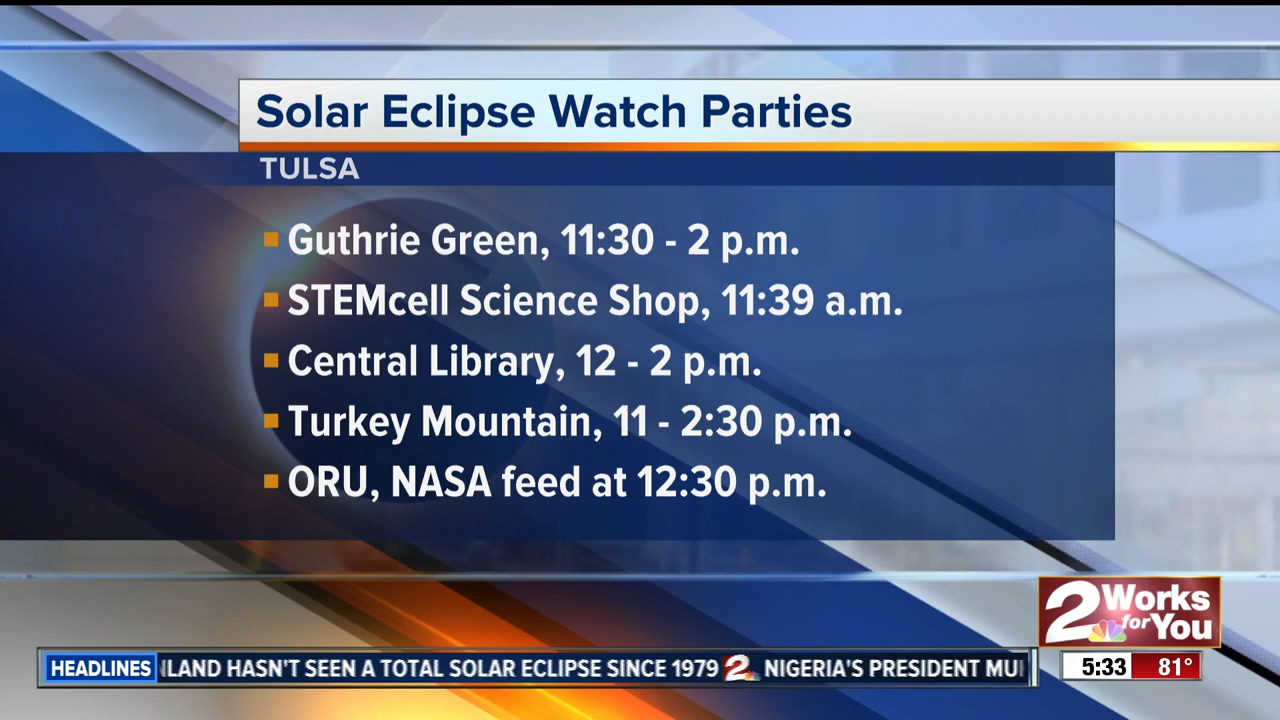 Solar Eclipse Watch Parties
TULSA
Guthrie Green, 11:30 - 2 p.m.
STEMcell Science Shop, 11:39 a.m.
Central Library, 12 - 2 p.m.
Turkey Mountain, 11 - 2:30 p.m.
ORU, NASA feed at 12:30 p.m.
2 Works for You
HEADLINES
HASN'T SEEN A TOTAL SOLAR ECLIPSE SINCE 1979 2 NIGERIA'S PRESIDENT
5:33 81°